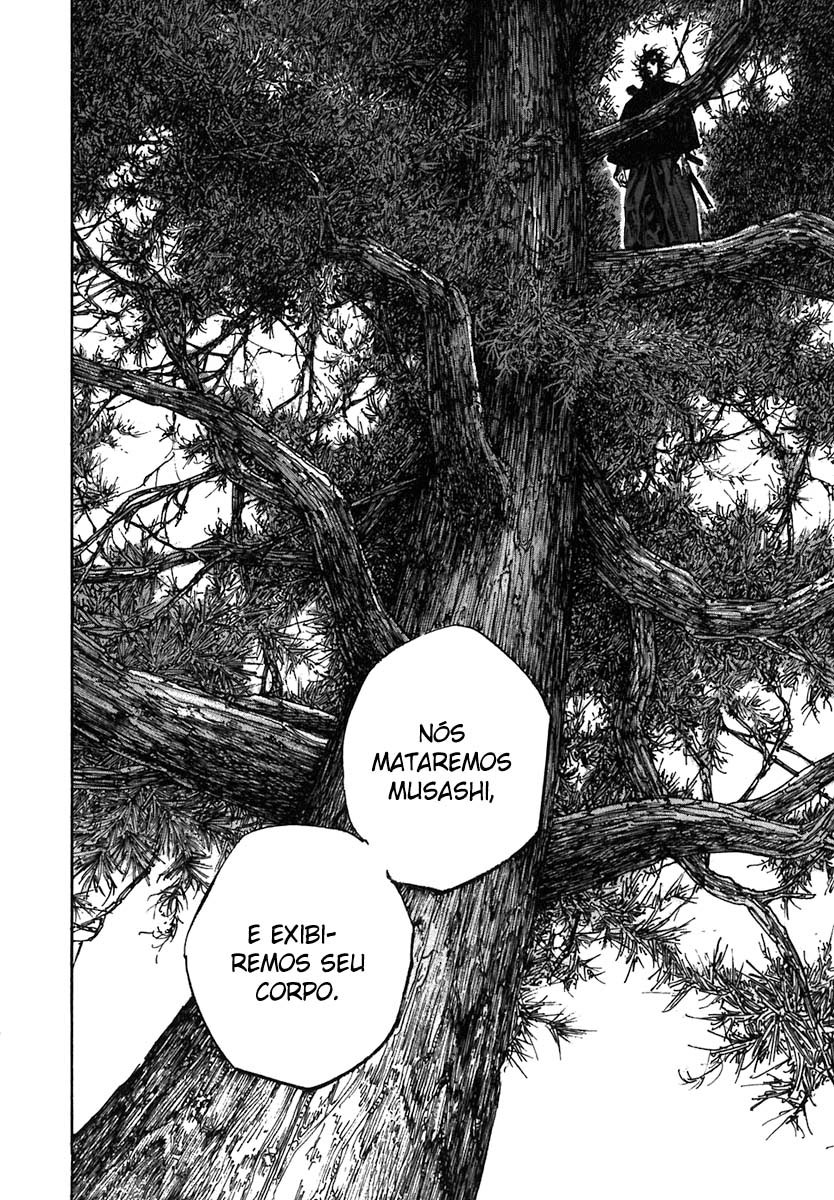 NÓS
MATAREMOS
MUSASHI,
E EXIBI-
REMOS SEU
CORPO.